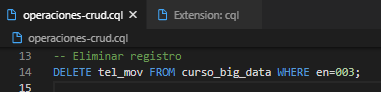 operaciones-crud.cql × Extension: cql
operaciones-crud.cql
13 -- Eliminar registro
14 DELETE tel_mov FROM curso_big_data WHERE en=003;
15